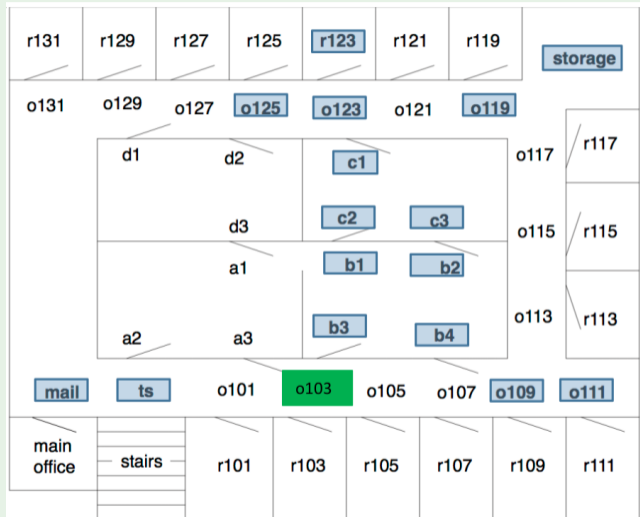 r131 r129 r127 r125 r123 r121 r119
storage
o131 o129 o127 o125 o123 o121 o119
r117
d1 d2 c1 o117
d3 c2 c3 o115 r115
a1 b1 b2
o113 r113
a2 a3 b3 b4
mail ts o101 o103 o105 o107 o109 o111
main
office
stairs r101 r103 r105 r107 r109 r111